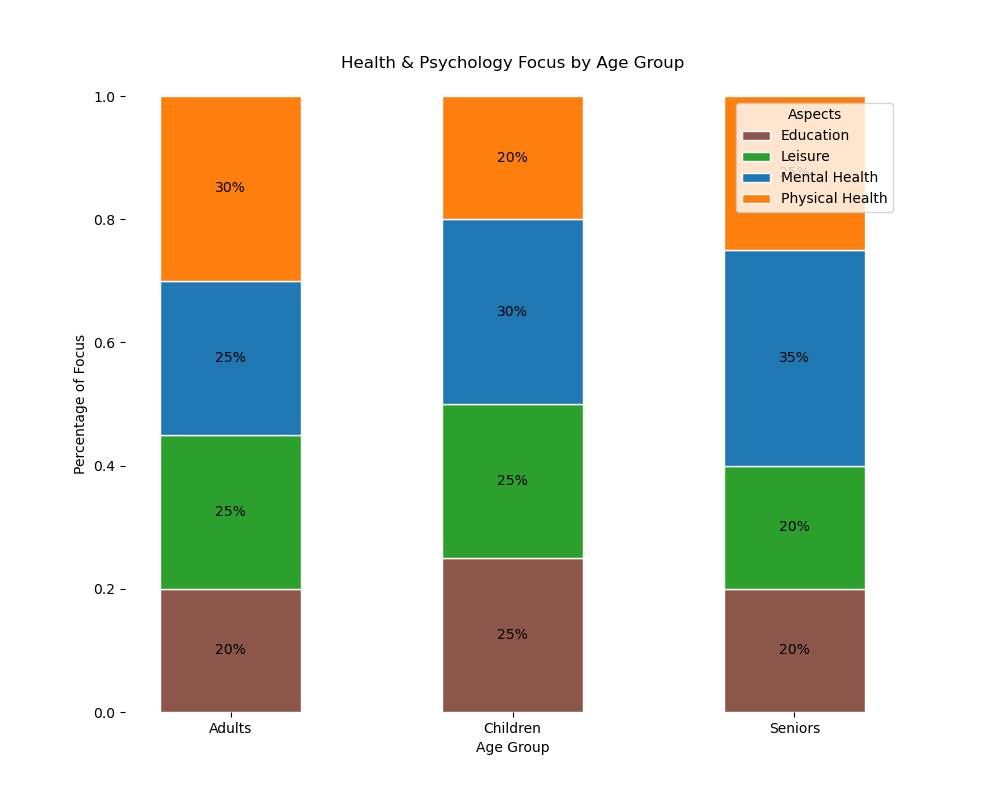 Health & Psychology Focus by Age Group
Percentage of Focus
1.0
0.8
0.6
0.4
0.2
0.0
30%
25%
25%
20%
20%
30%
25%
25%
35%
20%
20%
Aspects
Education
Leisure
Mental Health
Physical Health
Adults
Children
Seniors
Age Group